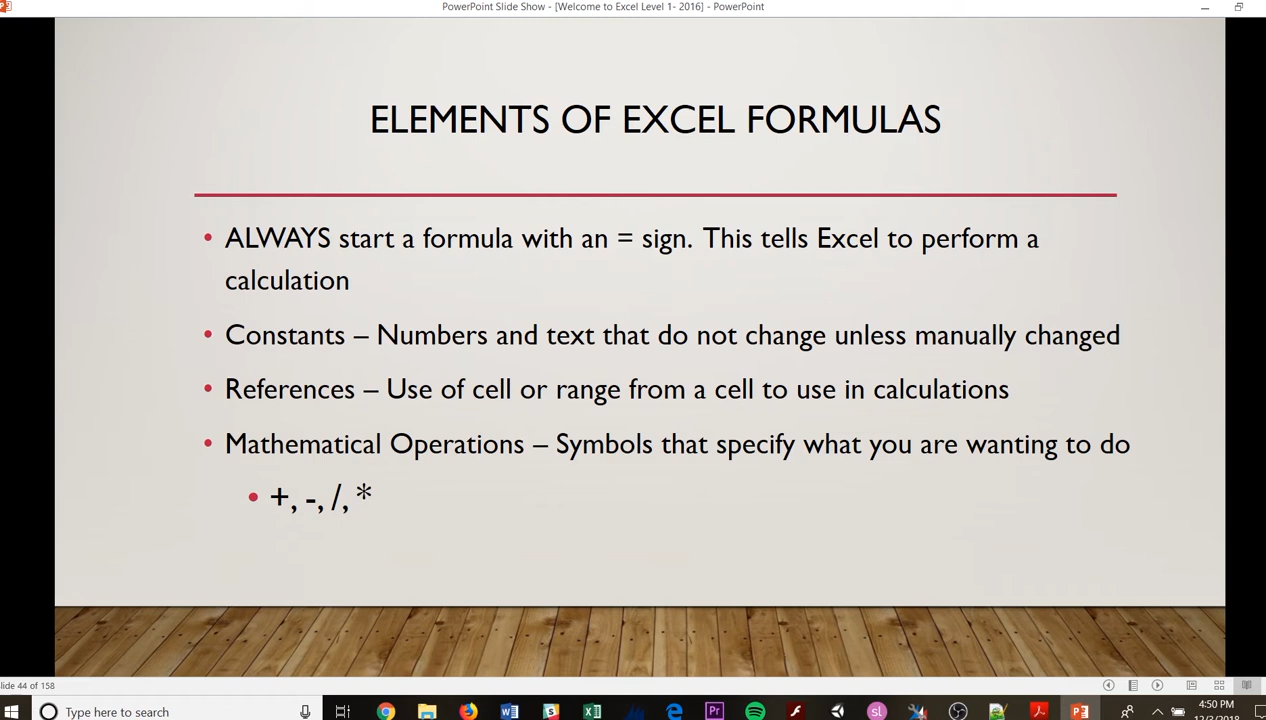 PowerPoint Slide Show - [Welcome to Excel Level 1- 2016] - PowerPoint
ELEMENTS OF EXCEL FORMULAS
• ALWAYS start a formula with an = sign. This tells Excel to perform a
calculation
• Constants – Numbers and text that do not change unless manually changed
• References – Use of cell or range from a cell to use in calculations
• Mathematical Operations – Symbols that specify what you are wanting to do
• +, -, /, *
Slide 44 of 158
Type here to search
4:50 PM